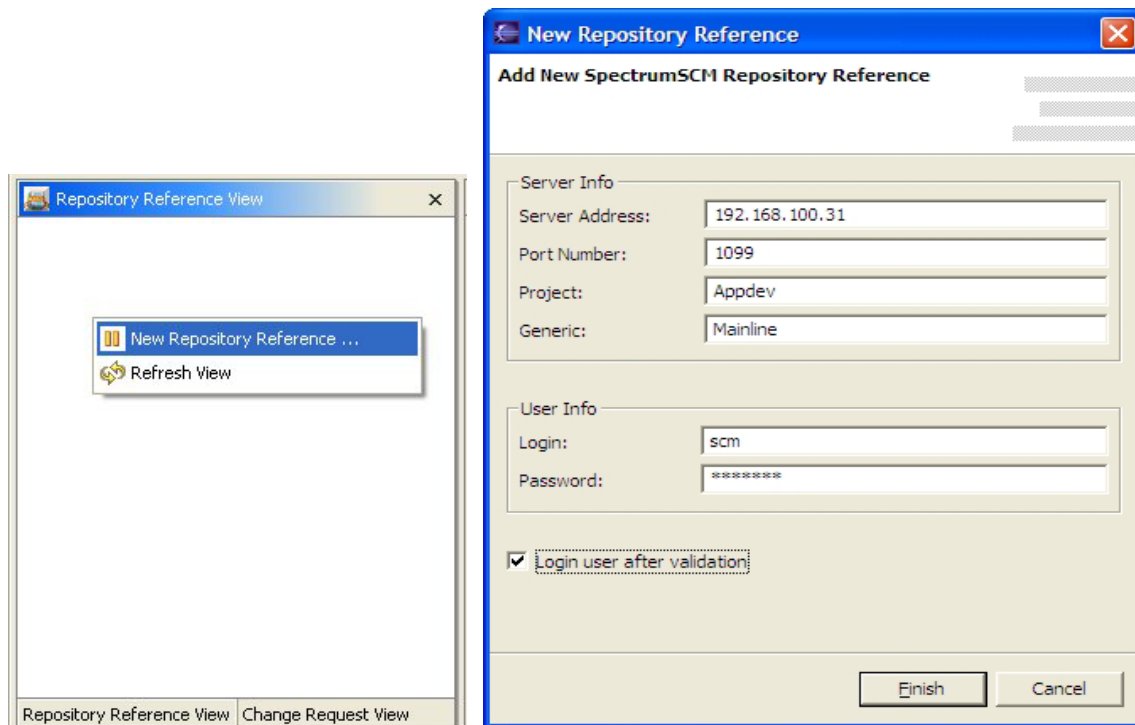 Repository Reference View
New Repository Reference ...
Refresh View
Repository Reference View Change Request View
New Repository Reference
Add New SpectrumSCM Repository Reference
Server Info
Server Address: 192.168.100.31
Port Number: 1099
Project: Appdev
Generic: Mainline
User Info
Login: scm
Password: *******
Login user after validation
Finish Cancel